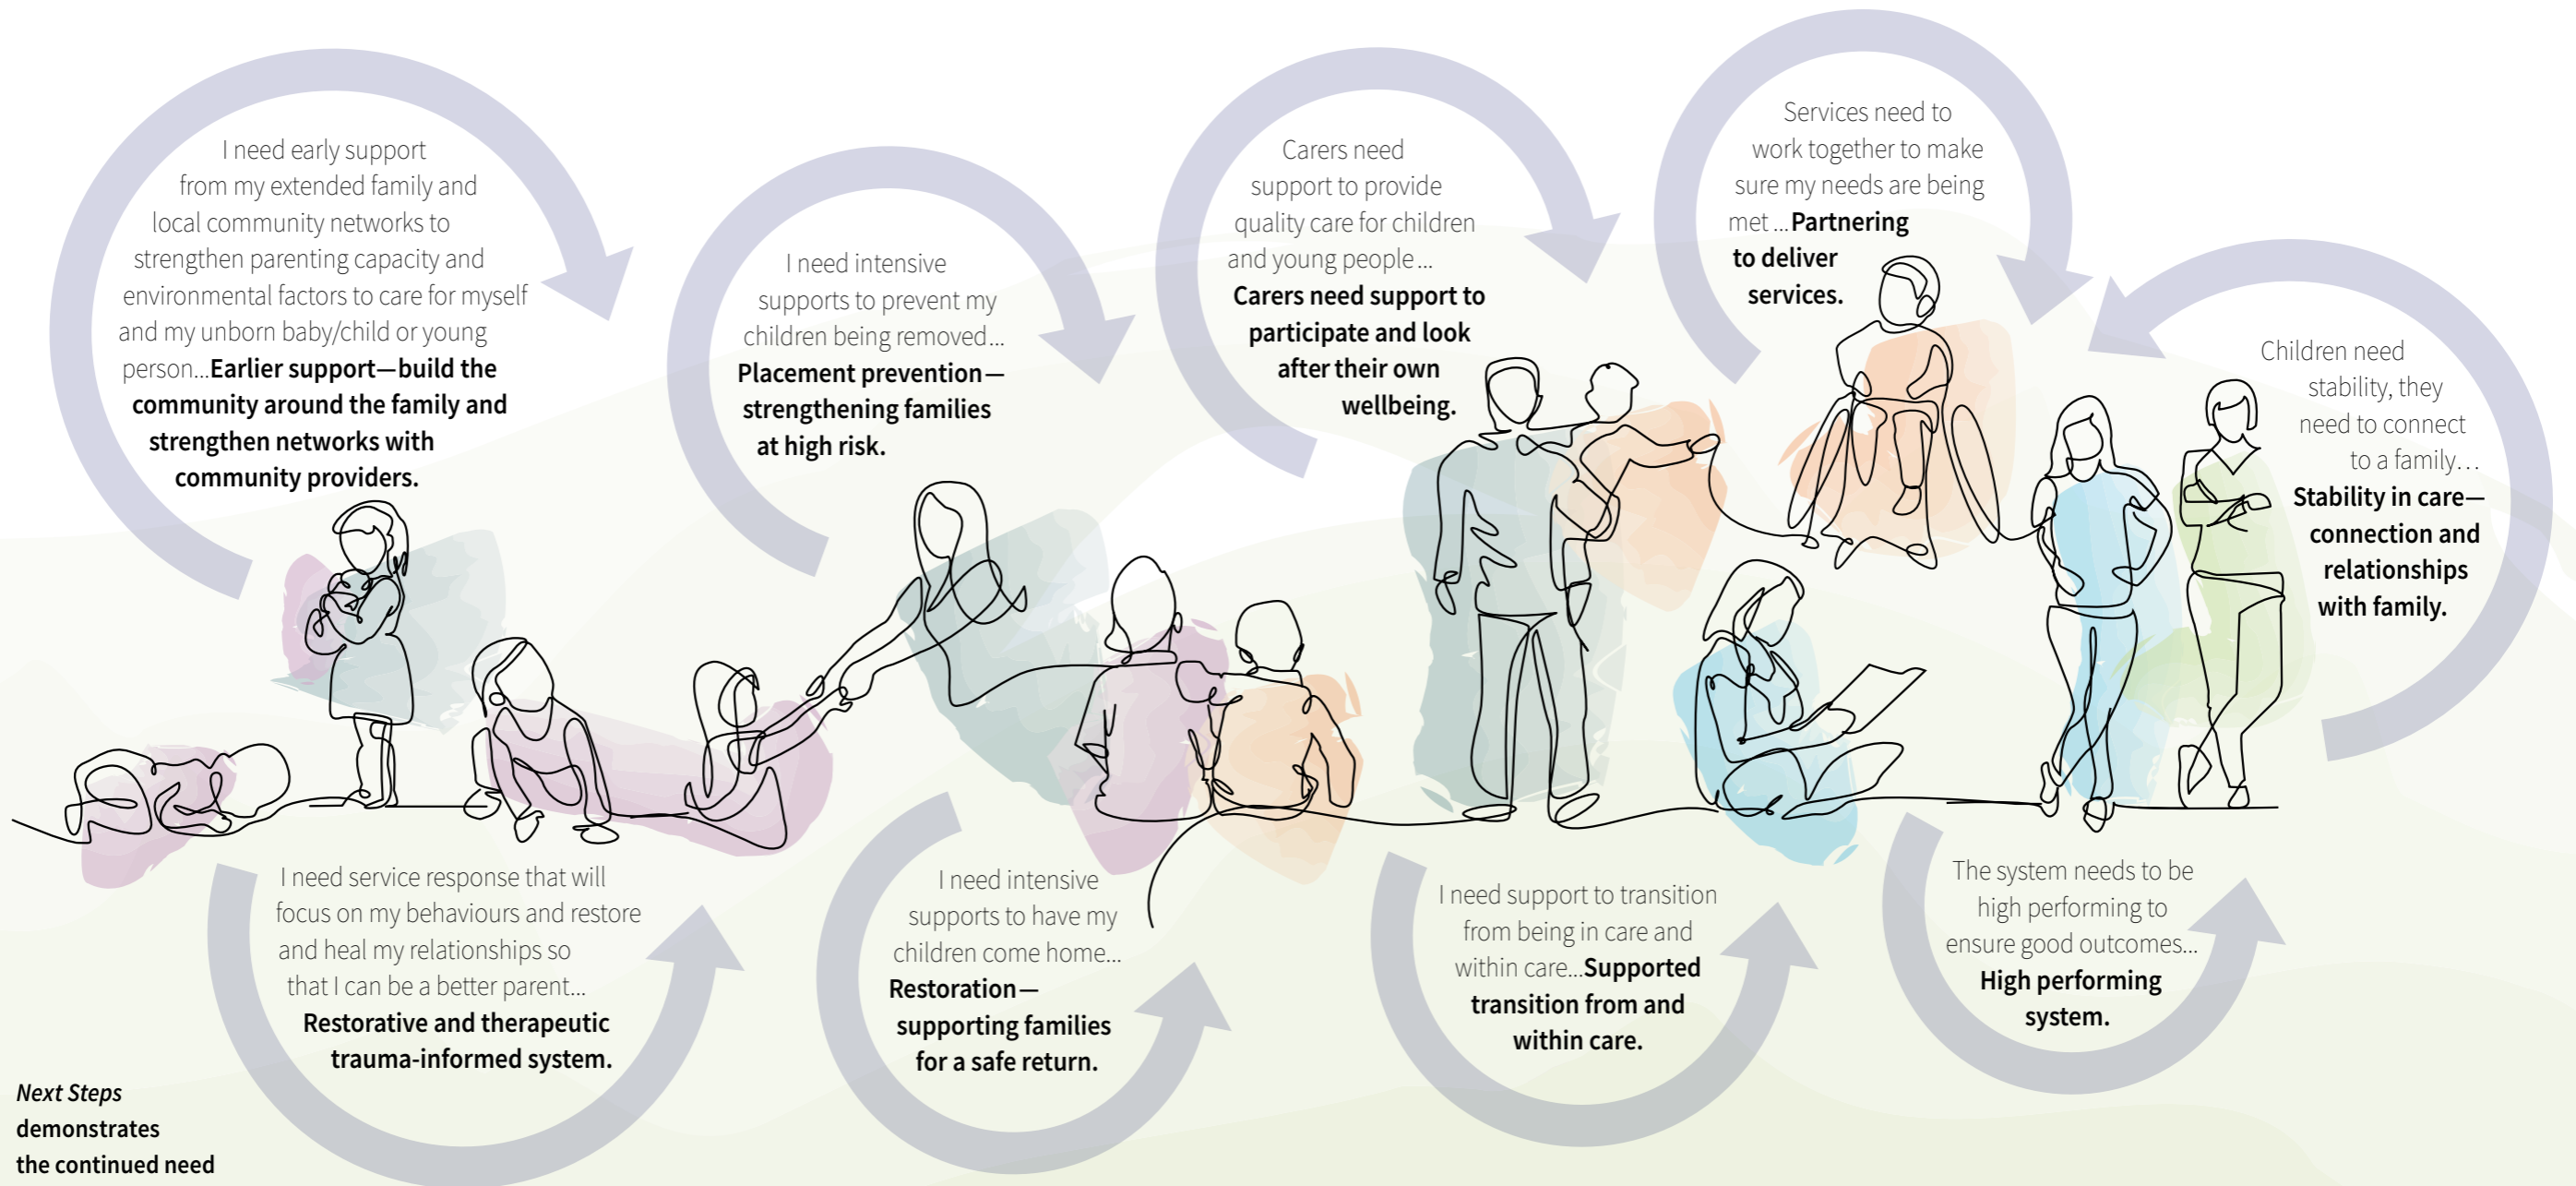 I need early support
from my extended family and
local community networks to
strengthen parenting capacity and
environmental factors to care for myself
and my unborn baby/child or young
person...Earlier support—build the
community around the family and
strengthen networks with
community providers.
I need service response that will
focus on my behaviours and restore
and heal my relationships so
that I can be a better parent...
Restorative and therapeutic
trauma-informed system.
I need intensive
supports to prevent my
children being removed...
Placement prevention—
strengthening families
at high risk.
I need intensive
supports to have my
children come home...
Restoration—
supporting families
for a safe return.
Carers need
support to provide
quality care for children
and young people...
Carers need support to
participate and look
after their own
wellbeing.
I need support to transition
from being in care and
within care...Supported
transition from and
within care.
Services need to
work together to make
sure my needs are being
met...Partnering
to deliver
services.
The system needs to be
high performing to
ensure good outcomes...
High performing
system.
Children need
stability, they
need to connect
to a family...
Stability in care—
connection and
relationships
with family.
Next Steps
demonstrates
the continued need